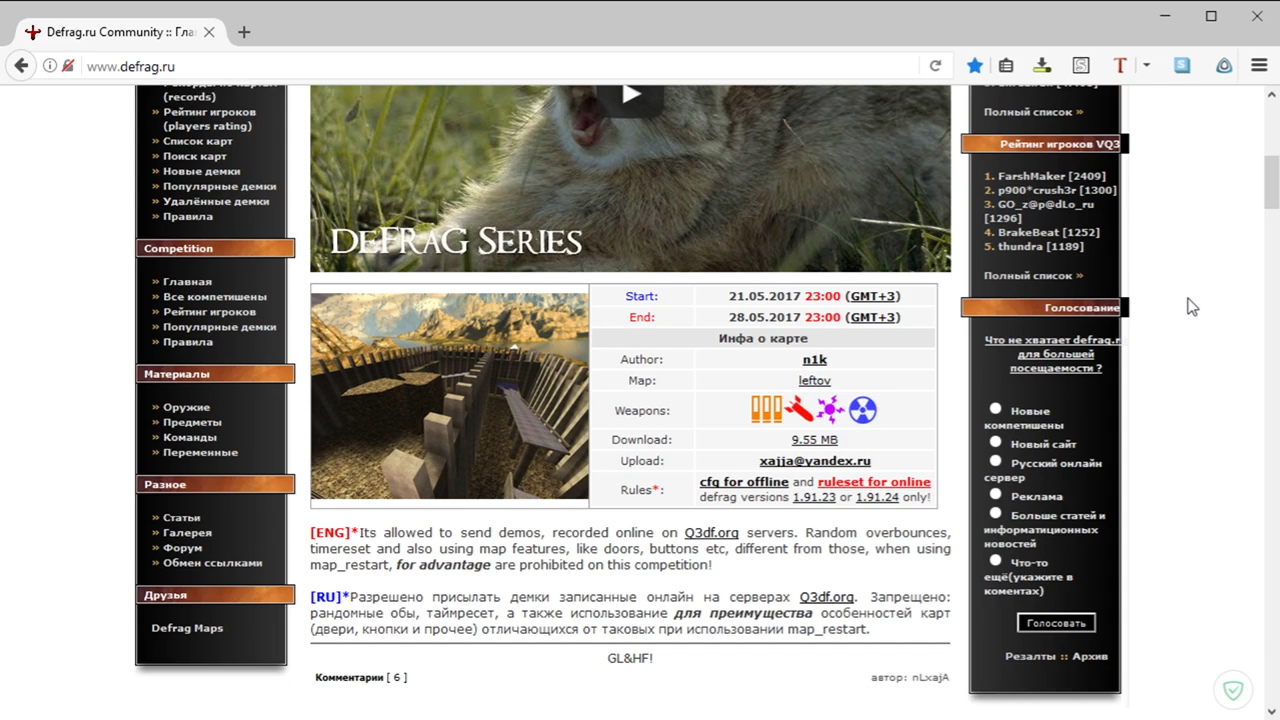 Defrag.ru Community :: Гла
www.defrag.ru
(records)
» Рейтинг игроков
(players rating)
» Список карт
» Поиск карт
» Новые демки
» Популярные демки
» Удалённые демки
» Правила
Competition
» Главная
» Все компетишены
» Рейтинг игроков
» Популярные демки
» Правила
Материалы
» Оружие
» Предметы
» Команды
» Переменные
Разное
» Статьи
» Галерея
» Форум
» Обмен ссылками
Друзья
Defrag Maps
DeFRaG Series
Start: 21.05.2017 23:00 (GMT+3)
End: 28.05.2017 23:00 (GMT+3)
Инфа о карте
Author: n1k
Map: leftov
Weapons:
Download: 9.55 MB
Upload: xajja@yandex.ru
Rules*: cfg for offline and ruleset for online
defrag versions 1.91.23 or 1.91.24 only!
[ENG]*Its allowed to send demos, recorded online on Q3df.org servers. Random overbounces,
timereset and also using map features, like doors, buttons etc, different from those, when using
map_restart, for advantage are prohibited on this competition!
[RU]*Разрешено присылать демки записанные онлайн на серверах Q3df.org. Запрещено:
рандомные обы, таймресет, а также использование для преимущества особенностей карт
(двери, кнопки и прочее) отличающихся от таковых при использовании map_restart.
GL&HF!
Комментарии [ 6 ] автор: nLxajA
Полный список »
Рейтинг игроков VQ3
1. FarshMaker [2409]
2. p900*crush3r [1300]
3. GO_z@p@dLo_ru
[1296]
4. BrakeBeat [1252]
5. thundra [1189]
Полный список »
Голосование
Что не хватает defrag.r
для большей
посещаемости ?
Новые
компетишены
Новый сайт
Русский онлайн
сервер
Реклама
Больше статей и
информатиционных
новостей
Что-то
ещё(укажите в
коментах)
Голосовать
Резалты :: Архив